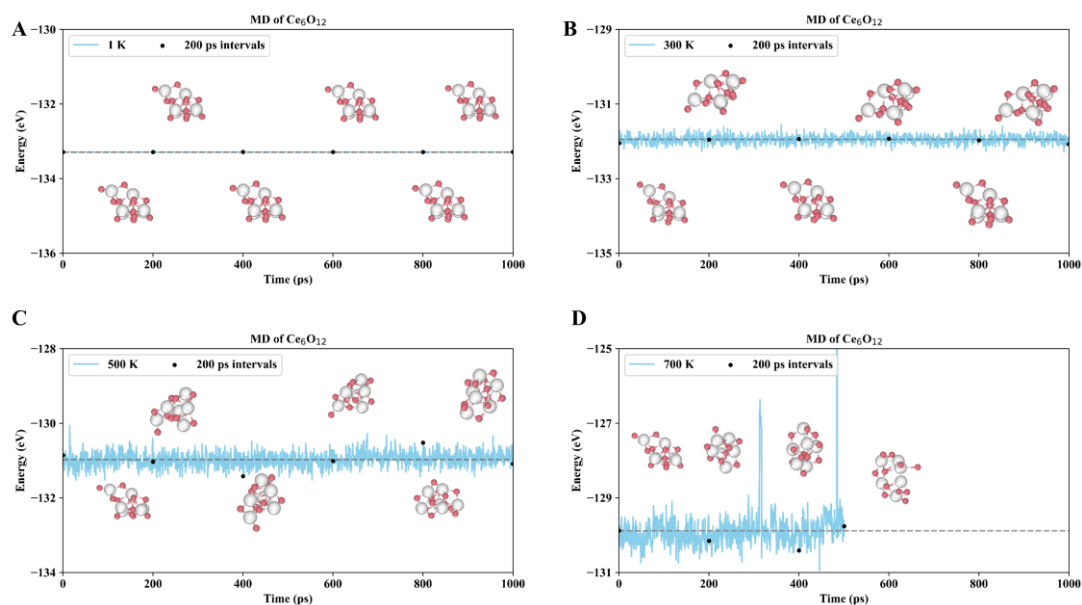 A
MD of Ce₆O₁₂
1 K
200 ps intervals
Energy (eV)
−130
−132
−134
−136
0 200 400 600 800 1000
Time (ps)
B
MD of Ce₆O₁₂
300 K
200 ps intervals
Energy (eV)
−129
−131
−133
−135
0 200 400 600 800 1000
Time (ps)
C
MD of Ce₆O₁₂
500 K
200 ps intervals
Energy (eV)
−128
−130
−131
−134
0 200 400 600 800 1000
Time (ps)
D
MD of Ce₆O₁₂
700 K
200 ps intervals
Energy (eV)
−125
−127
−129
−131
0 200 400 600 800 1000
Time (ps)